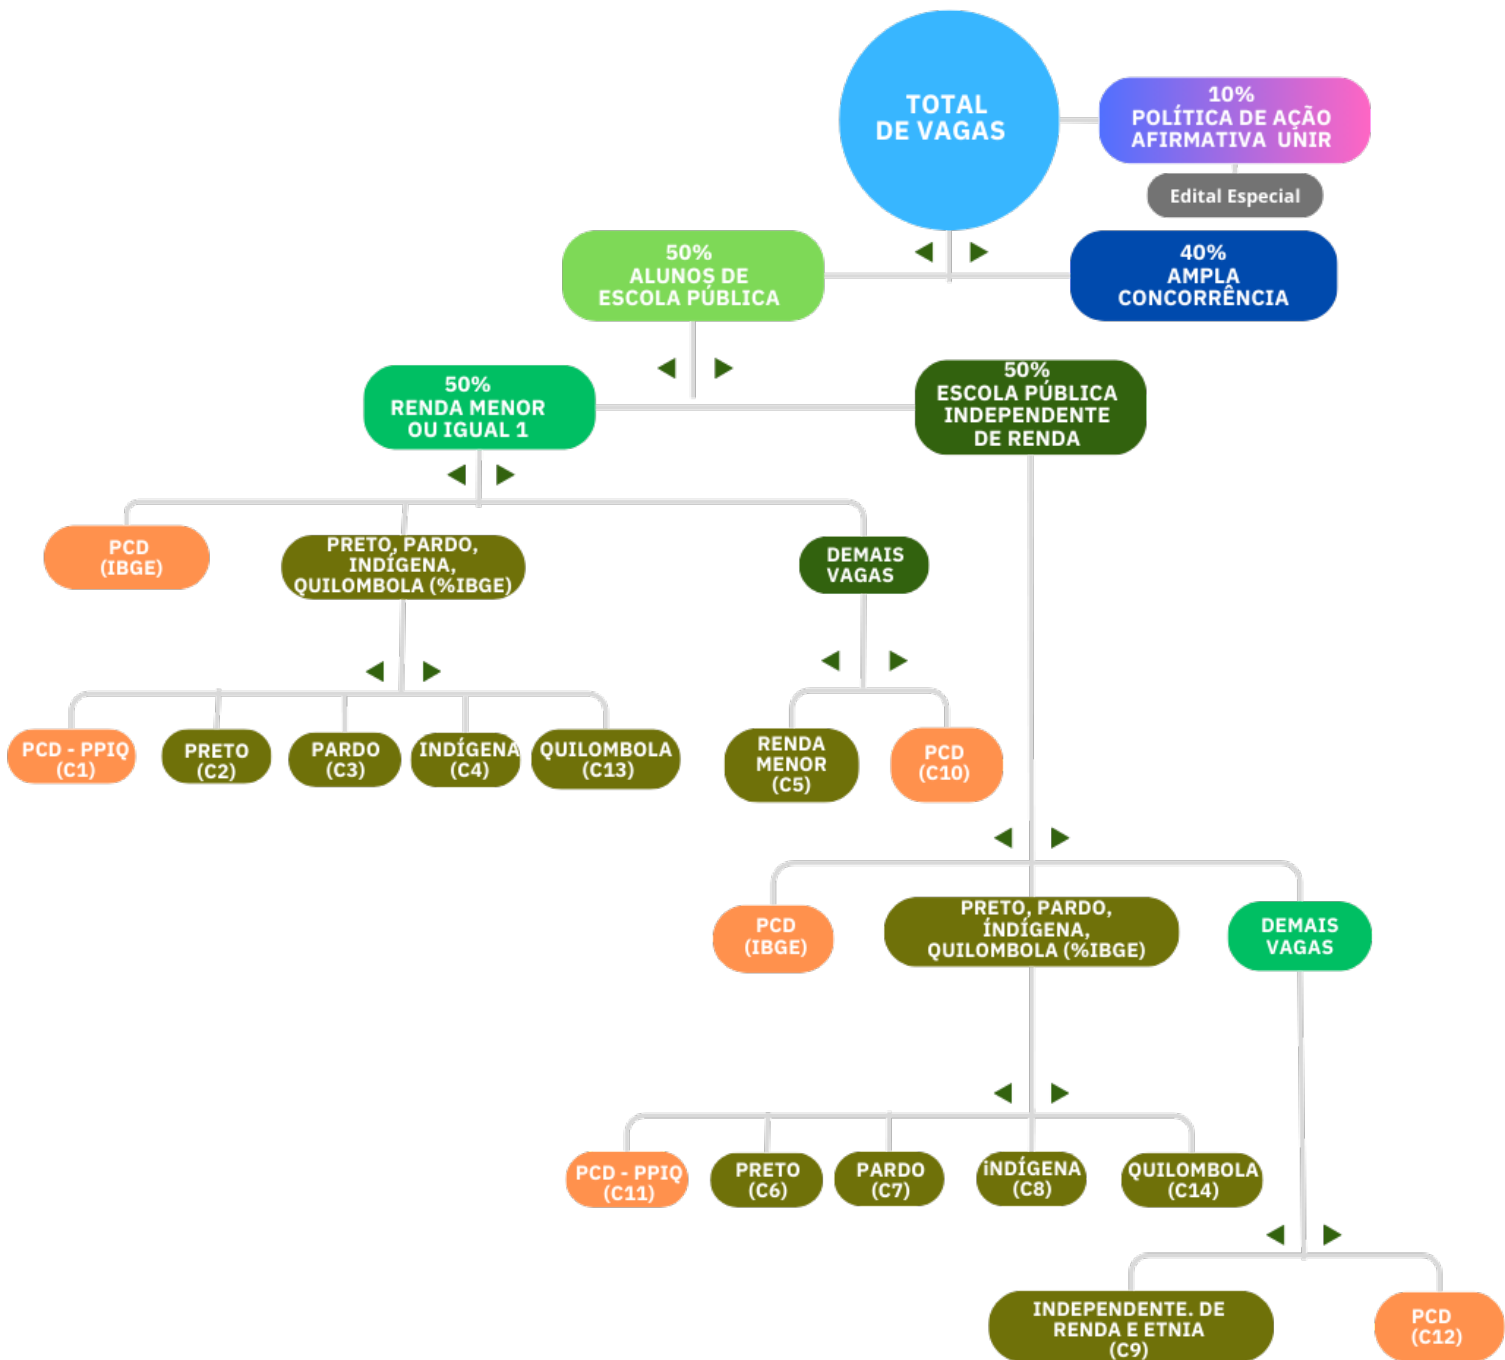 TOTAL
DE VAGAS
10%
POLÍTICA DE AÇÃO
AFIRMATIVA UNIR
Edital Especial
50%
ALUNOS DE
ESCOLA PÚBLICA
40%
AMPLA
CONCORRÊNCIA
50%
RENDA MENOR
OU IGUAL 1
50%
ESCOLA PÚBLICA
INDEPENDENTE
DE RENDA
PCD
(IBGE)
PRETO, PARDO,
INDÍGENA,
QUILOMBOLA (%IBGE)
DEMAIS
VAGAS
PCD - PPIQ
(C1)
PRETO
(C2)
PARDO
(C3)
INDÍGENA
(C4)
QUILOMBOLA
(C13)
RENDA
MENOR
(C5)
PCD
(C10)
PCD
(IBGE)
PRETO, PARDO,
ÍNDÍGENA,
QUILOMBOLA (%IBGE)
DEMAIS
VAGAS
PCD - PPIQ
(C11)
PRETO
(C6)
PARDO
(C7)
iNDÍGENA
(C8)
QUILOMBOLA
(C14)
INDEPENDENTE. DE
RENDA E ETNIA
(C9)
PCD
(C12)